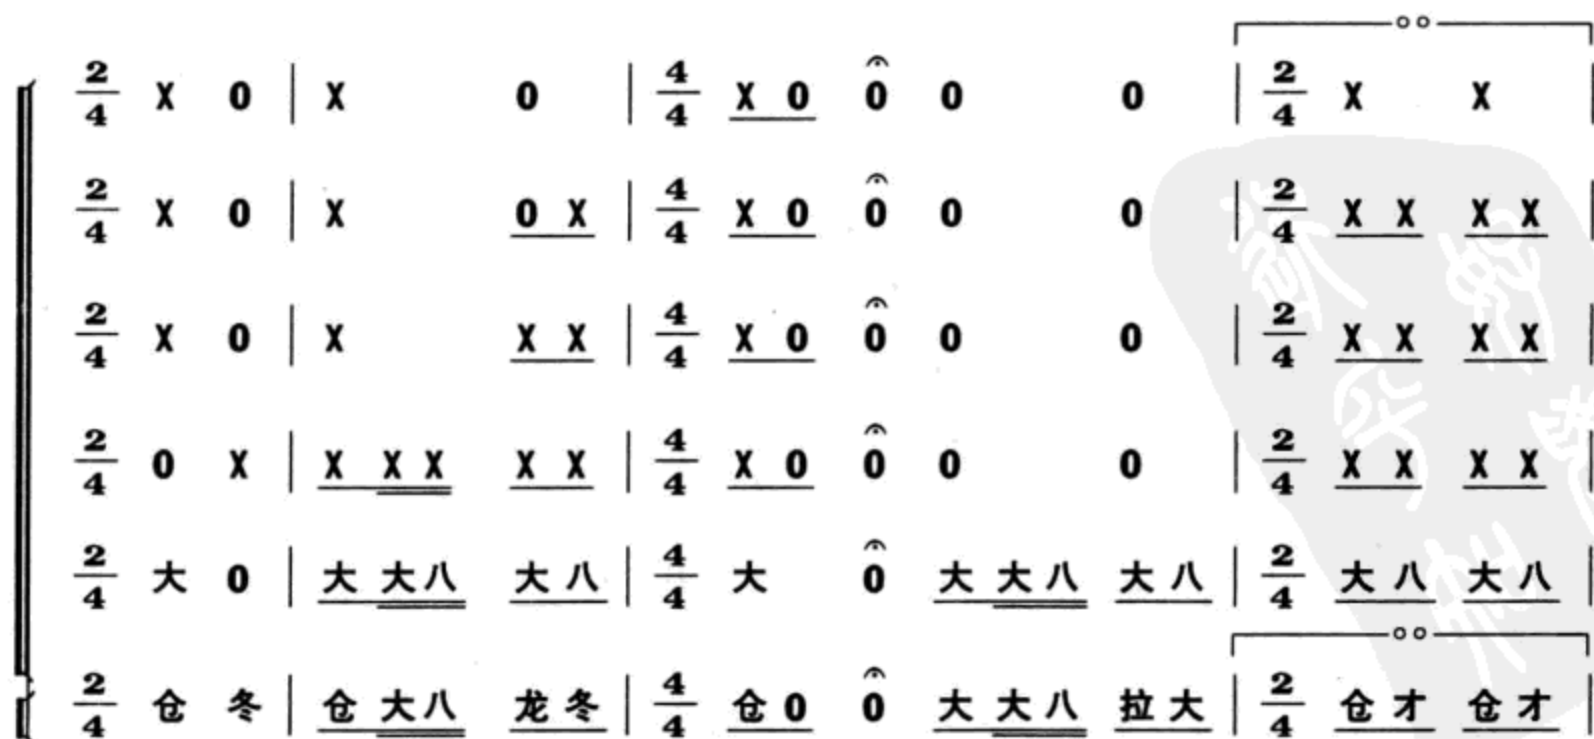 2/4 X 0 | X 0 | 4/4 X 0 0 0 0 | 2/4 X X
2/4 X 0 | X 0 X | 4/4 X 0 0 0 0 | 2/4 X X X X
2/4 X 0 | X X X | 4/4 X 0 0 0 0 | 2/4 X X X X
2/4 0 X | X X X X X | 4/4 X 0 0 0 0 | 2/4 X X X X
2/4 大 0 | 大 大 八 大 八 | 4/4 大 0 大 大 八 大 八 | 2/4 大 八 大 八
2/4 仓 冬 | 仓 大 八 龙 冬 | 4/4 仓 0 0 大 大 八 拉 大 | 2/4 仓 才 仓 才